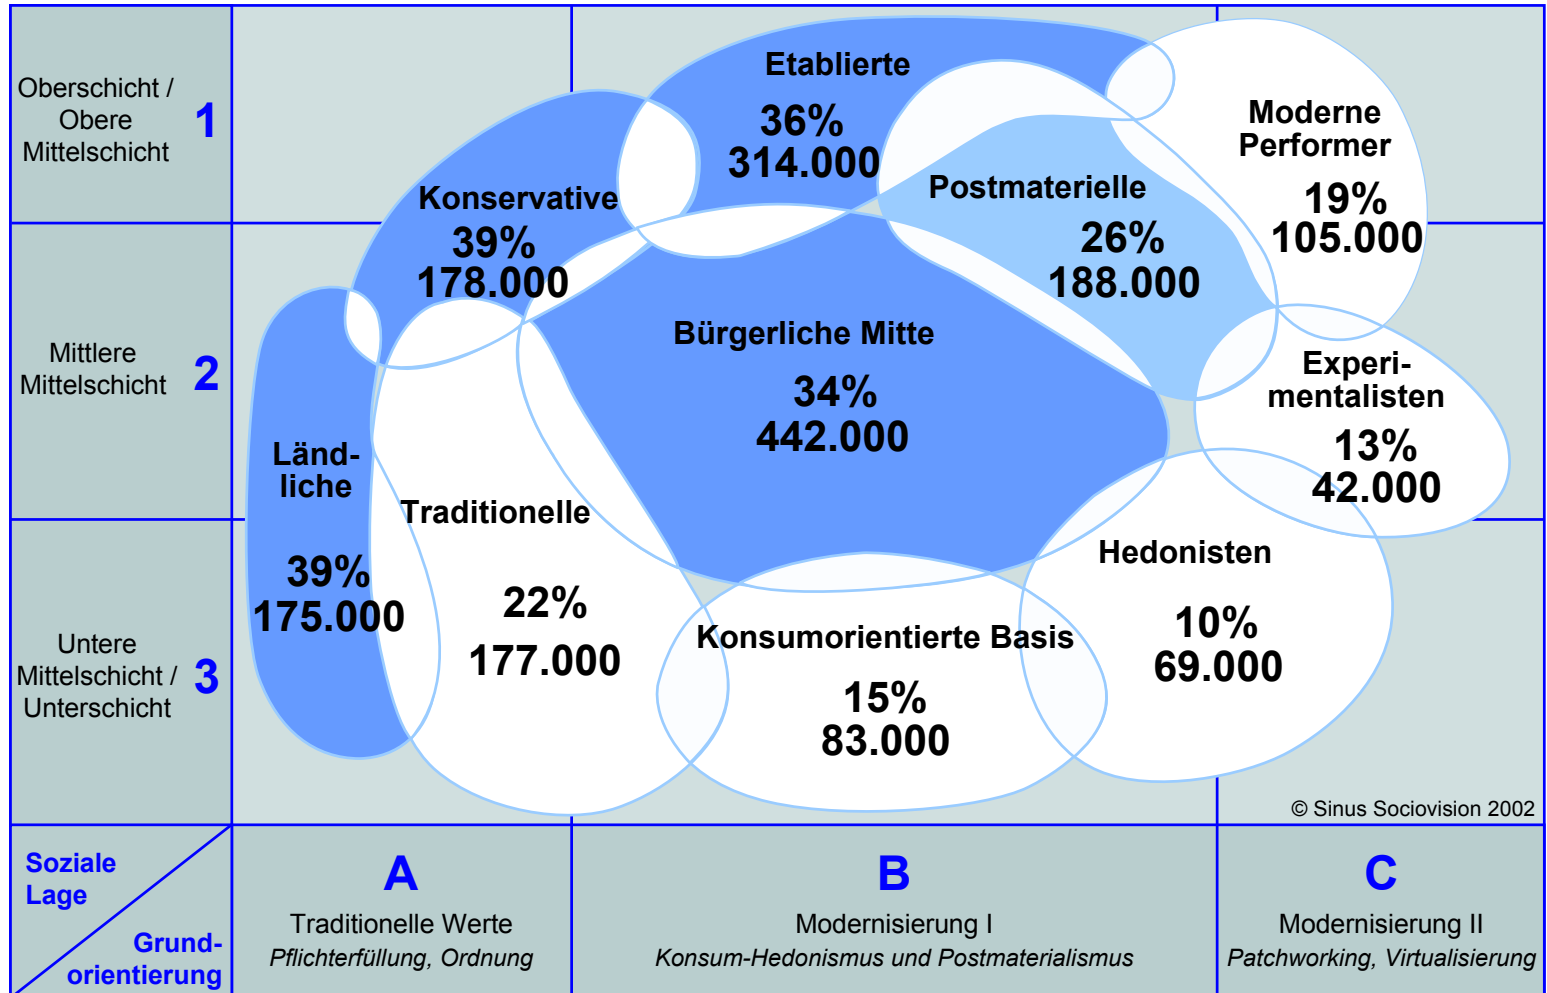 Oberschicht /
Obere
Mittelschicht
1
Etablierte
36%
314.000
Moderne
Performer
19%
105.000
Konservative
39%
178.000
Postmaterielle
26%
188.000
Mittlere
Mittelschicht
2
Bürgerliche Mitte
34%
442.000
Experi-
mentalisten
13%
42.000
Länd-
liche
39%
175.000
Traditionelle
22%
177.000
Hedonisten
10%
69.000
Untere
Mittelschicht /
Unterschicht
3
Konsumorientierte Basis
15%
83.000
© Sinus Sociovision 2002
Soziale
Lage
Grund-
orientierung
A
Traditionelle Werte
Pflichterfüllung, Ordnung
B
Modernisierung I
Konsum-Hedonismus und Postmaterialismus
C
Modernisierung II
Patchworking, Virtualisierung